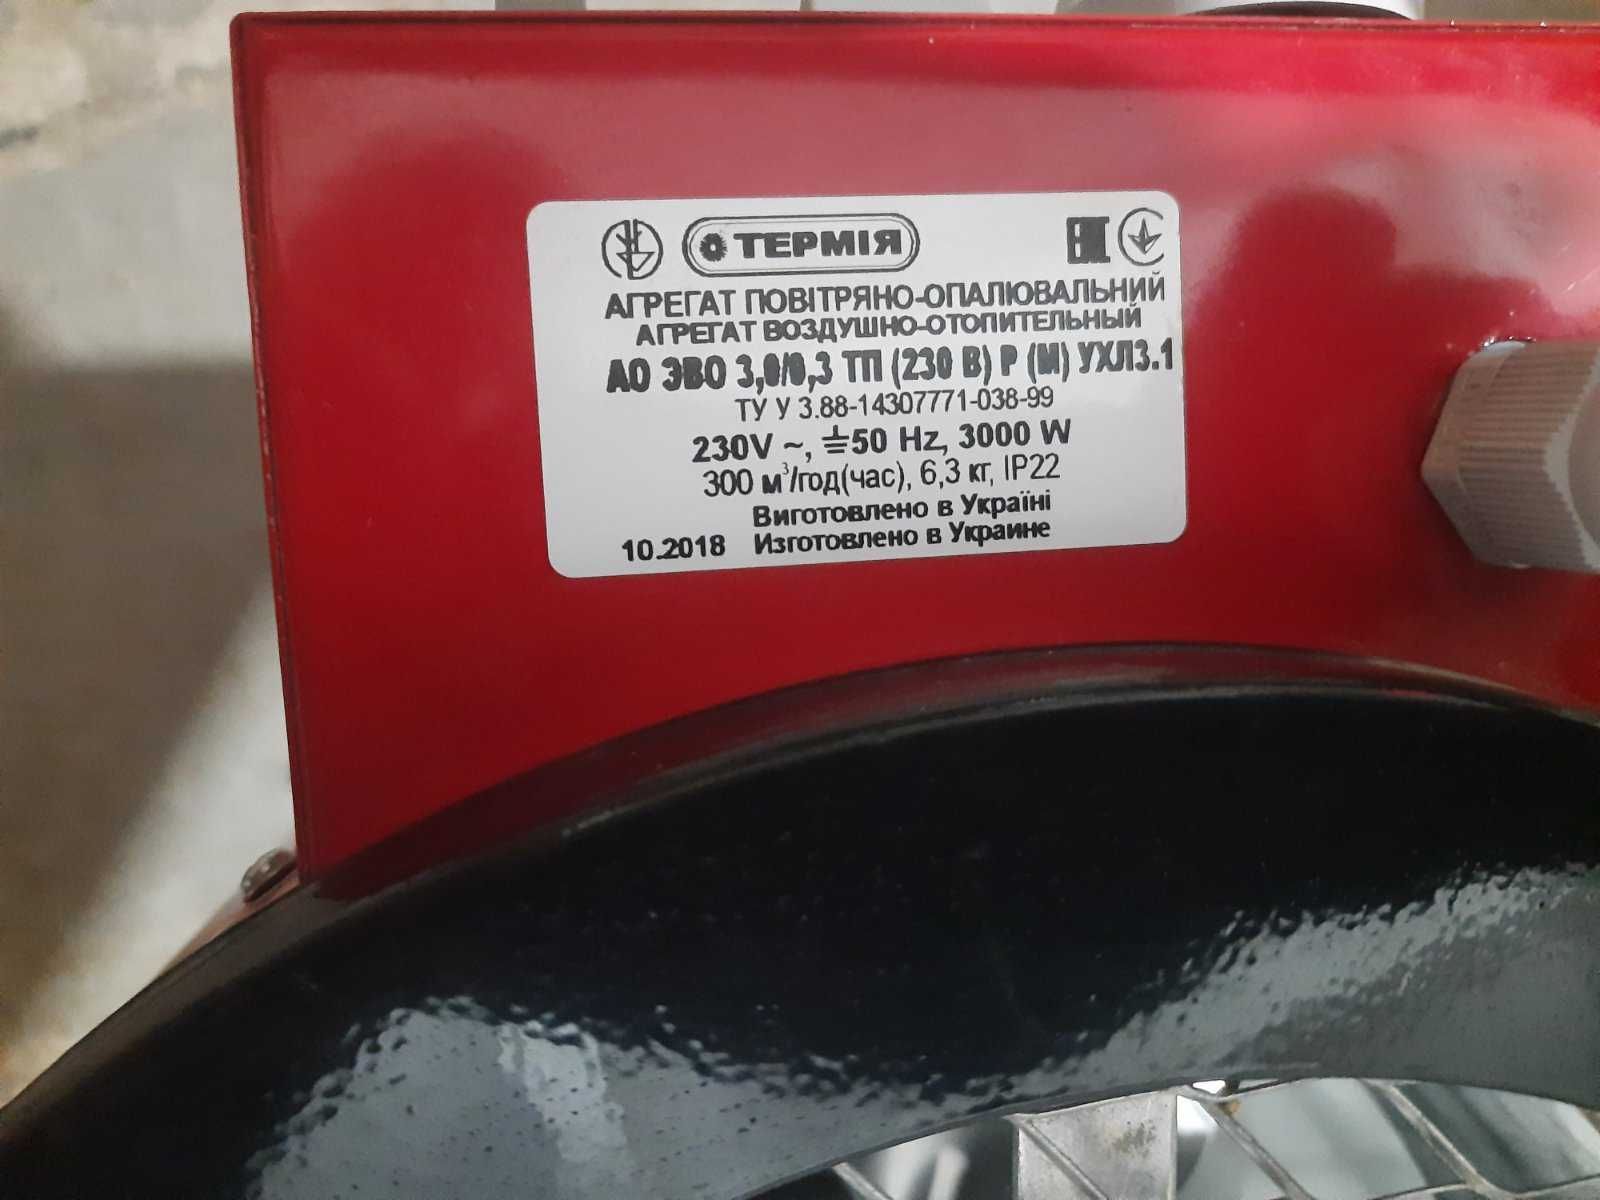 ТЕРМІЯ
EAC
АГРЕГАТ ПОВІТРЯНО-ОПАЛЮВАЛЬНИЙ
АГРЕГАТ ВОЗДУШНО-ОТОПИТЕЛЬНЫЙ
АО ЭВО 3,0/0,3 ТП (230 В) Р (М) УХЛ3.1
ТУ У 3.88-14307771-038-99
230V ~, ⏚50 Hz, 3000 W
300 м³/год(час), 6,3 кг, IP22
Виготовлено в Україні
10.2018 Изготовлено в Украине